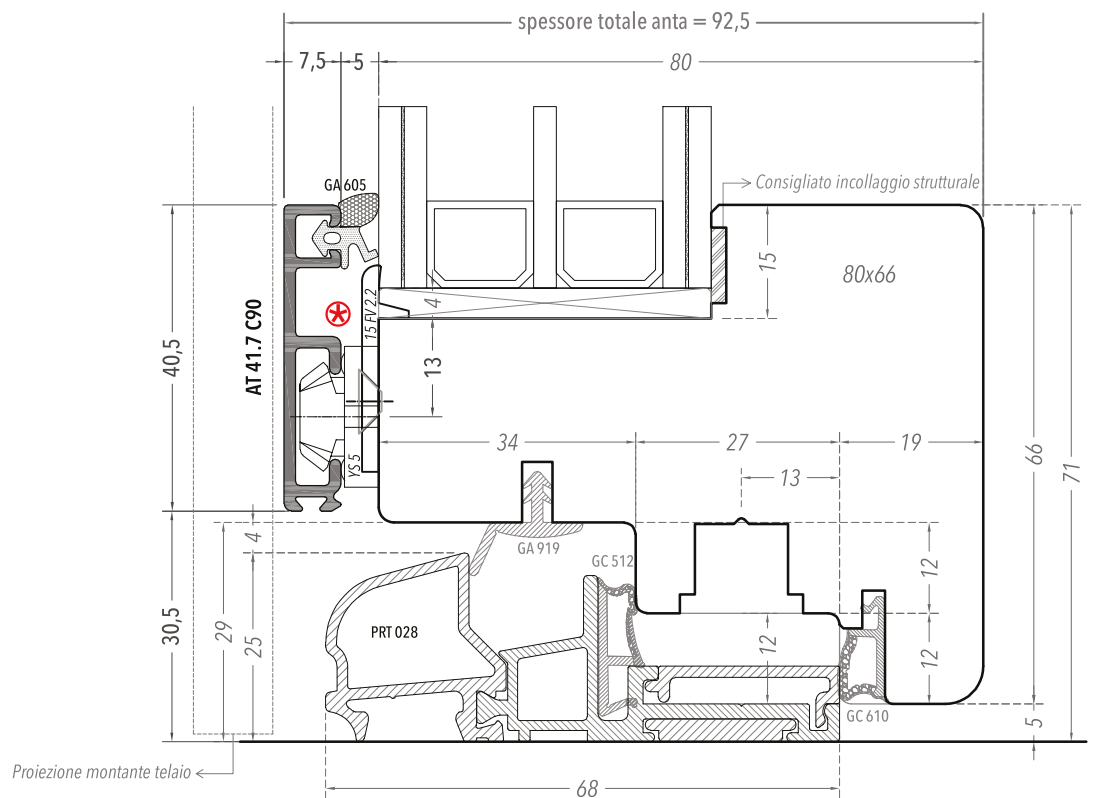 spessore totale anta = 92,5
7,5
5
80
GA 605
Consigliato incollaggio strutturale
15
80x66
4
15 FV 2.2
AT 41.7 C90
40,5
13
34
27
19
66
71
13
YS 5
4
GA 919
GC 512
12
30,5
29
25
PRT 028
12
12
GC 610
5
Proiezione montante telaio
68